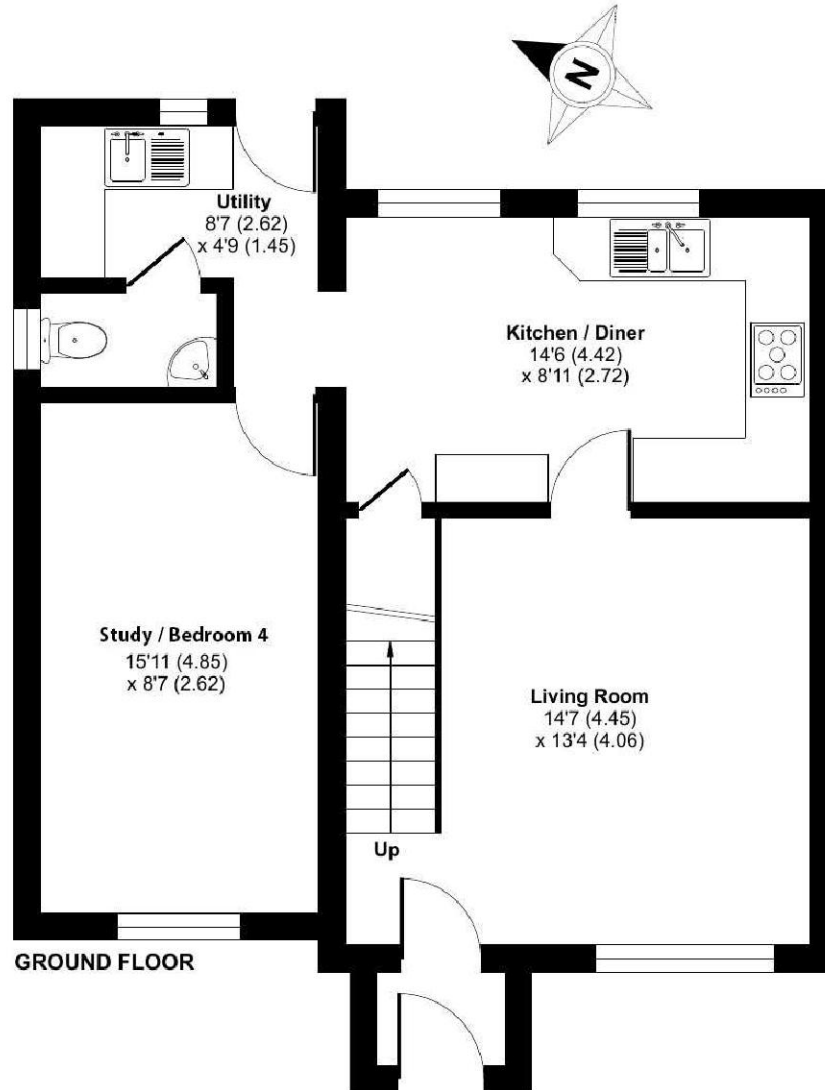 N
Utility
8'7 (2.62)
x 4'9 (1.45)
Kitchen / Diner
14'6 (4.42)
x 8'11 (2.72)
Study / Bedroom 4
15'11 (4.85)
x 8'7 (2.62)
Living Room
14'7 (4.45)
x 13'4 (4.06)
Up
GROUND FLOOR